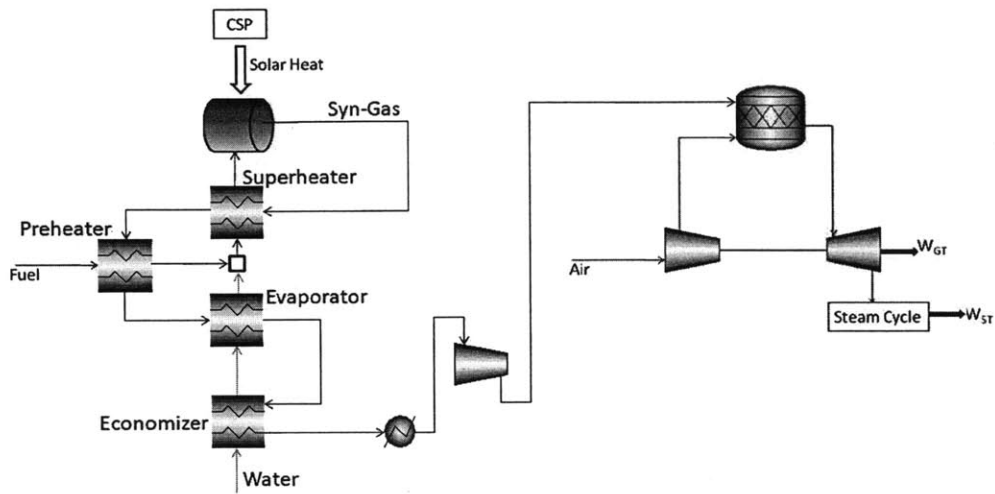 CSP
Solar Heat
Syn-Gas
Superheater
Preheater
Fuel
Evaporator
Economizer
Water
Air
W_GT
Steam Cycle
W_ST